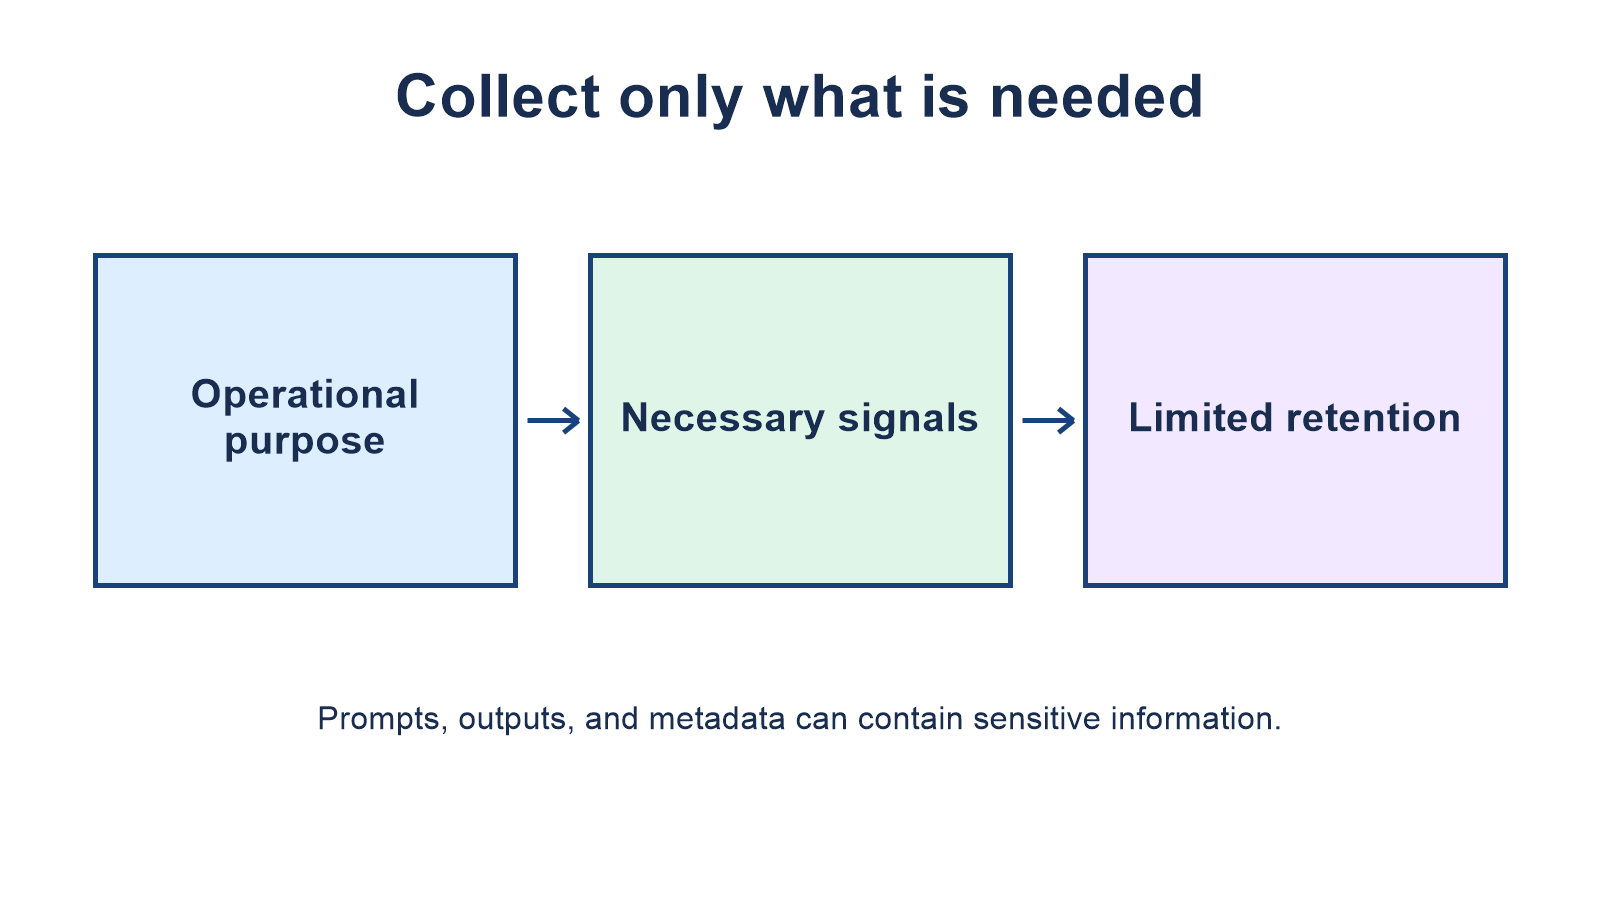 Collect only what is needed
Operational
purpose
Necessary signals
Limited retention
Prompts, outputs, and metadata can contain sensitive information.